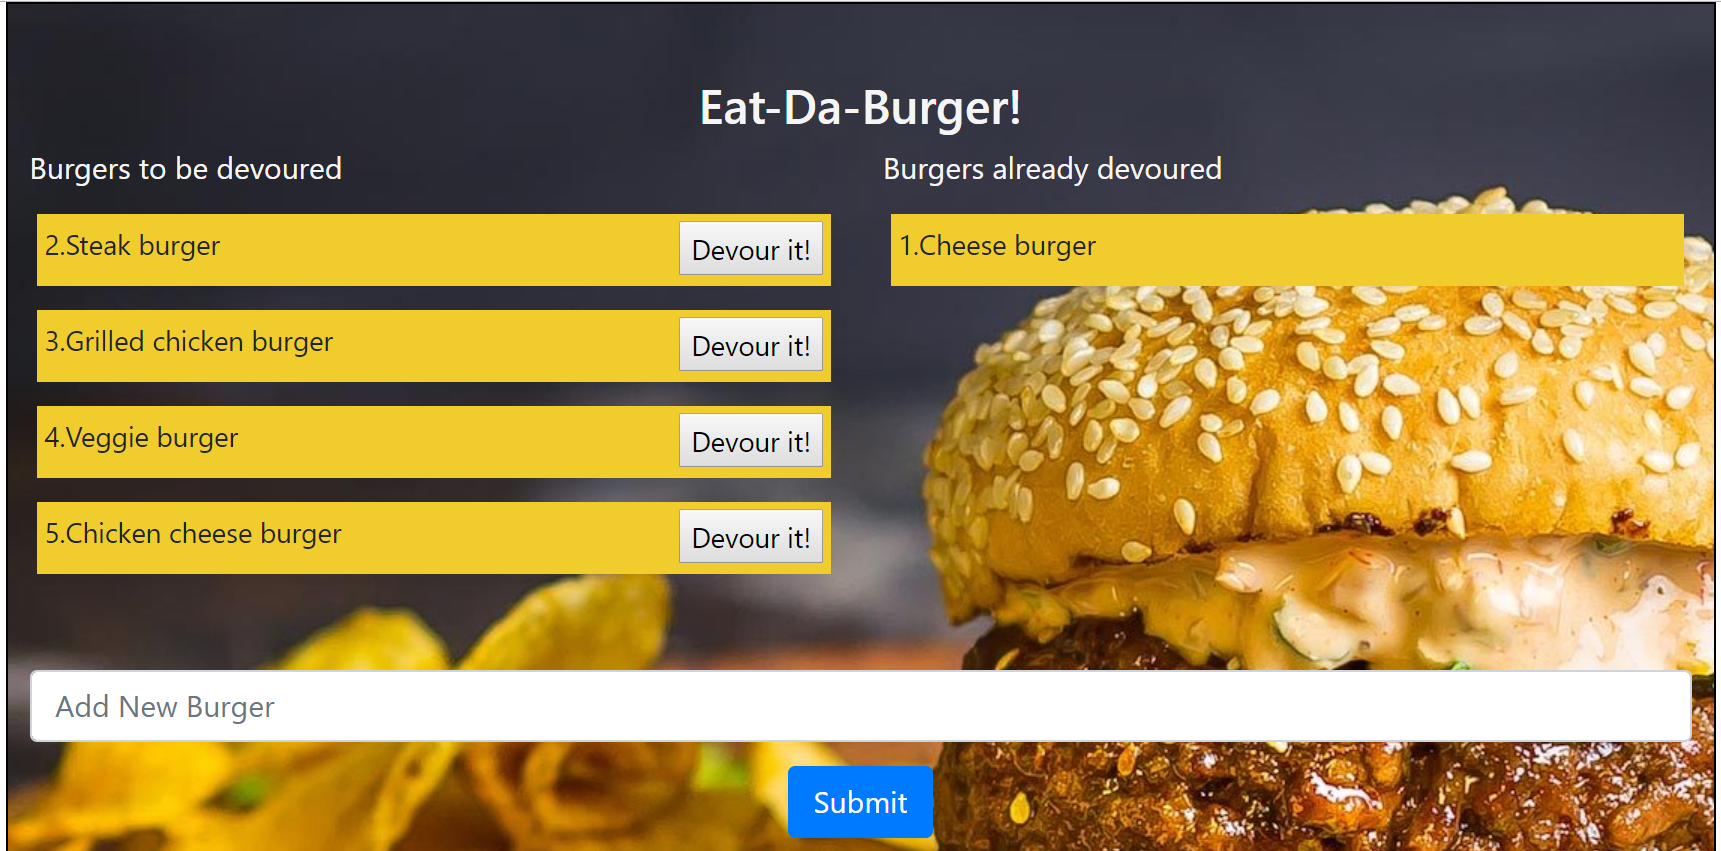 Eat-Da-Burger!
Burgers to be devoured
2.Steak burger
Devour it!
3.Grilled chicken burger
Devour it!
4.Veggie burger
Devour it!
5.Chicken cheese burger
Devour it!
Burgers already devoured
1.Cheese burger
Add New Burger
Submit